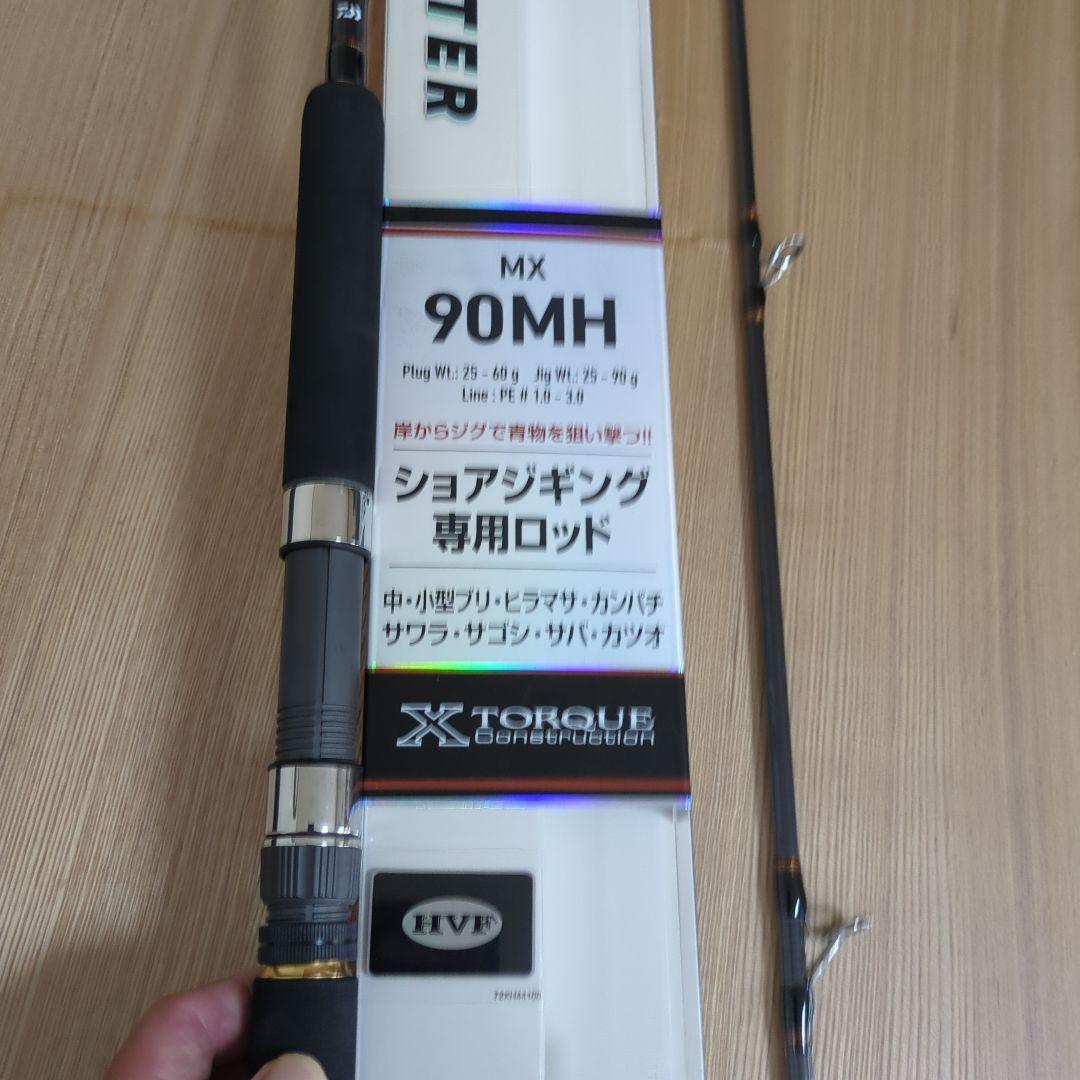 TER
MX
90MH
Plug Wt.: 25 - 60 g Jig Wt.: 25 - 90 g
Line : PE # 1.0 - 3.0
岸からジグで青物を狙い撃つ!!
ショアジギング
専用ロッド
中・小型ブリ・ヒラマサ・カンパチ
サワラ・サゴシ・サバ・カツオ
X TORQUE
Construction
HVF